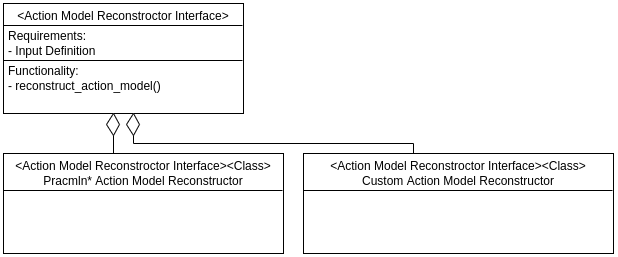 <Action Model Reconstroctor Interface>
Requirements:
- Input Definition
Functionality:
- reconstruct_action_model()
<Action Model Reconstroctor Interface><Class>
Pracmln* Action Model Reconstructor
<Action Model Reconstroctor Interface><Class>
Custom Action Model Reconstructor